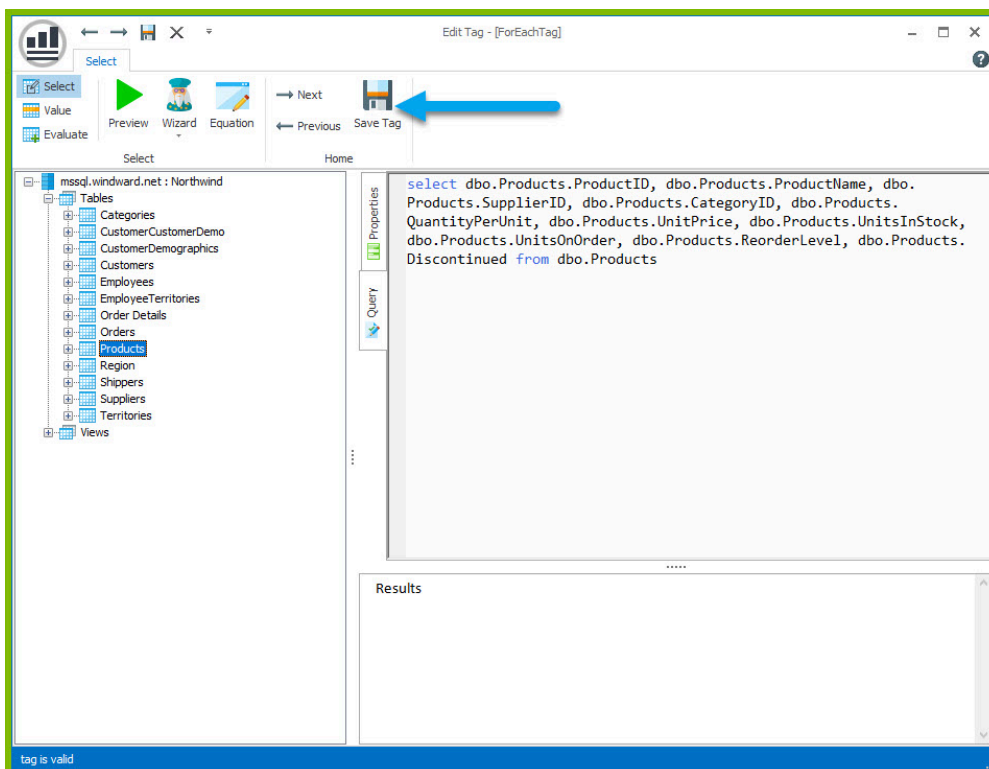 Edit Tag - [ForEachTag]
Select
Select
Value
Evaluate
Preview
Wizard
Equation
Select
Next
Previous
Save Tag
Home
mssql.windward.net : Northwind
Tables
Categories
CustomerCustomerDemo
CustomerDemographics
Customers
Employees
EmployeeTerritories
Order Details
Orders
Products
Region
Shippers
Suppliers
Territories
Views
Properties
Query
select dbo.Products.ProductID, dbo.Products.ProductName, dbo.
Products.SupplierID, dbo.Products.CategoryID, dbo.Products.
QuantityPerUnit, dbo.Products.UnitPrice, dbo.Products.UnitsInStock,
dbo.Products.UnitsOnOrder, dbo.Products.ReorderLevel, dbo.Products.
Discontinued from dbo.Products
Results
tag is valid